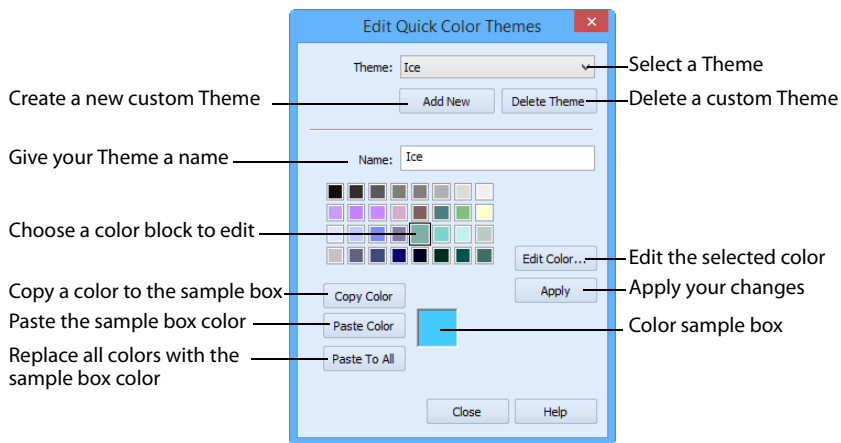 Edit Quick Color Themes
Theme: Ice
Select a Theme
Create a new custom Theme
Add New
Delete Theme
Delete a custom Theme
Give your Theme a name
Name: Ice
Choose a color block to edit
Edit Color...
Edit the selected color
Copy a color to the sample box
Copy Color
Apply
Apply your changes
Paste the sample box color
Paste Color
Color sample box
Replace all colors with the
sample box color
Paste To All
Close
Help